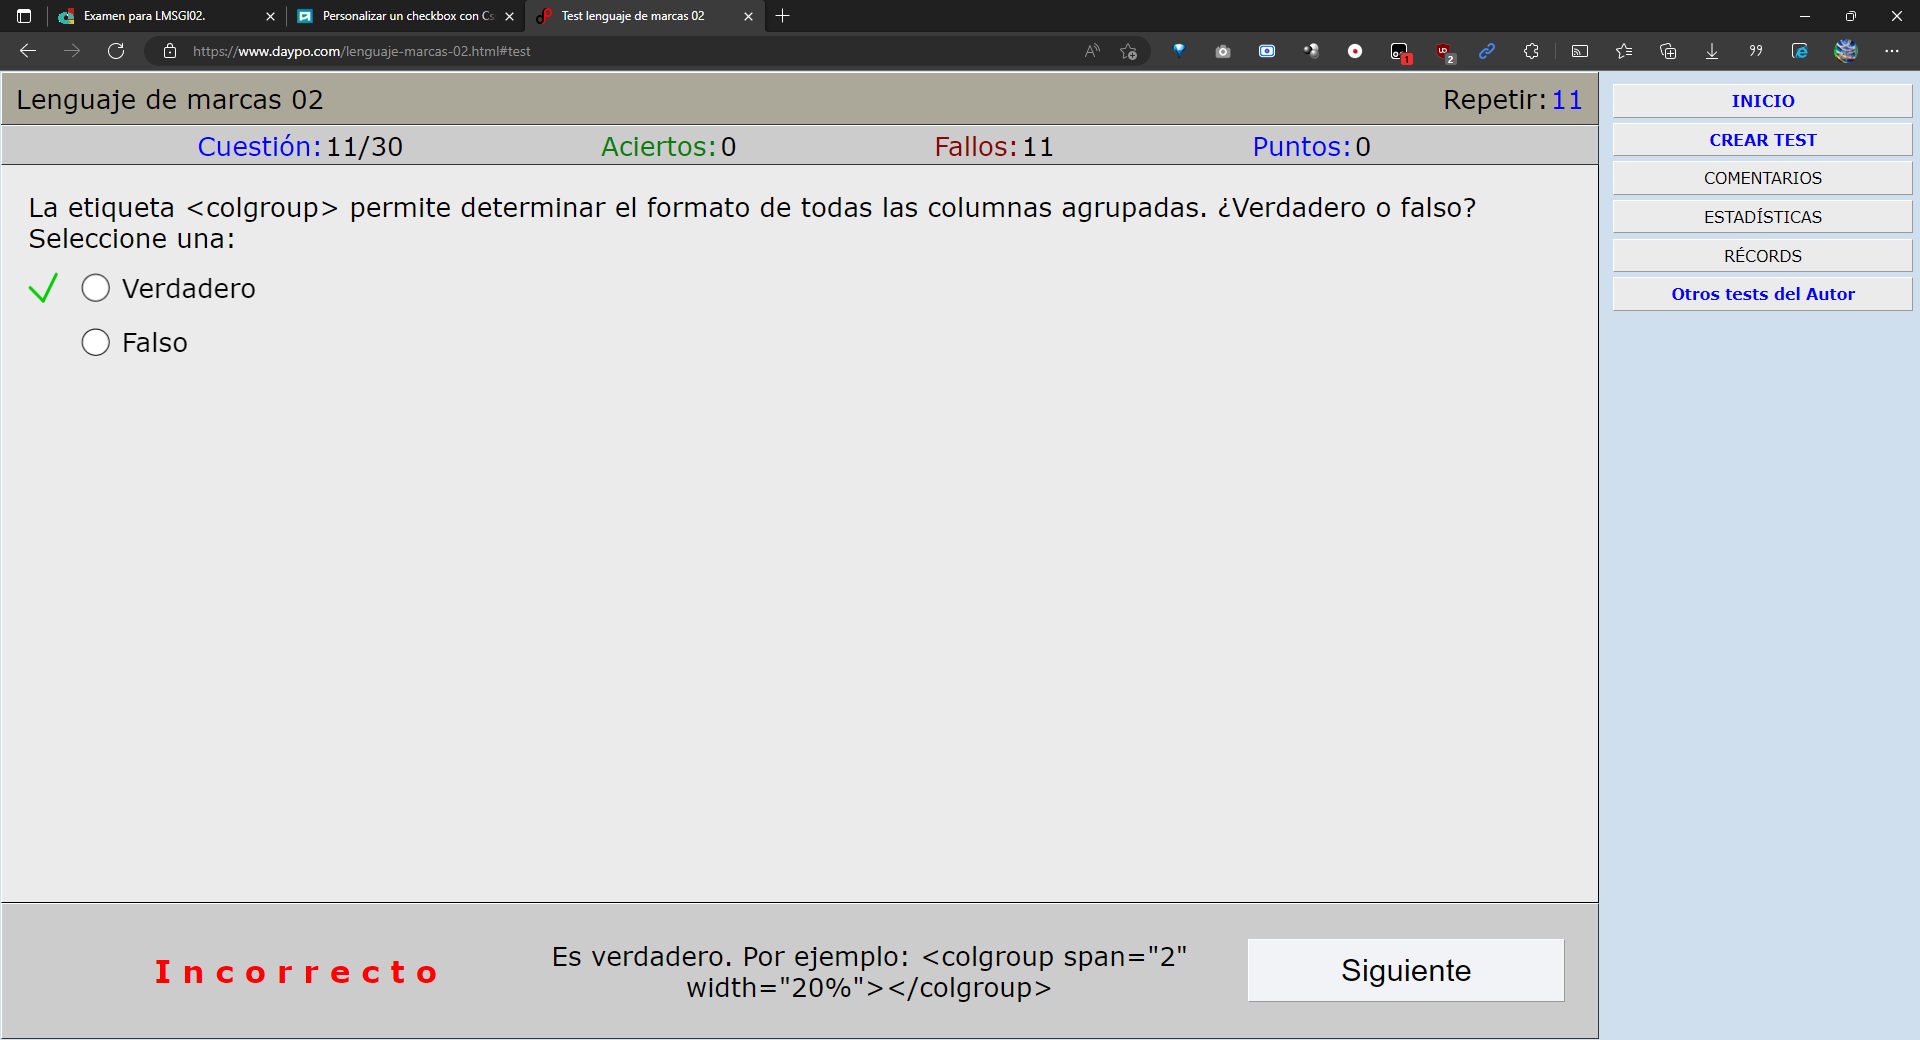 Examen para LMSGI02.
Personalizar un checkbox con Cs
Test lenguaje de marcas 02
https://www.daypo.com/lenguaje-marcas-02.html#test
Lenguaje de marcas 02
Repetir: 11
Cuestión: 11/30
Aciertos: 0
Fallos: 11
Puntos: 0
La etiqueta <colgroup> permite determinar el formato de todas las columnas agrupadas. ¿Verdadero o falso?
Seleccione una:
Verdadero
Falso
Incorrecto
Es verdadero. Por ejemplo: <colgroup span="2"
width="20%"></colgroup>
Siguiente
INICIO
CREAR TEST
COMENTARIOS
ESTADÍSTICAS
RÉCORDS
Otros tests del Autor
1
2